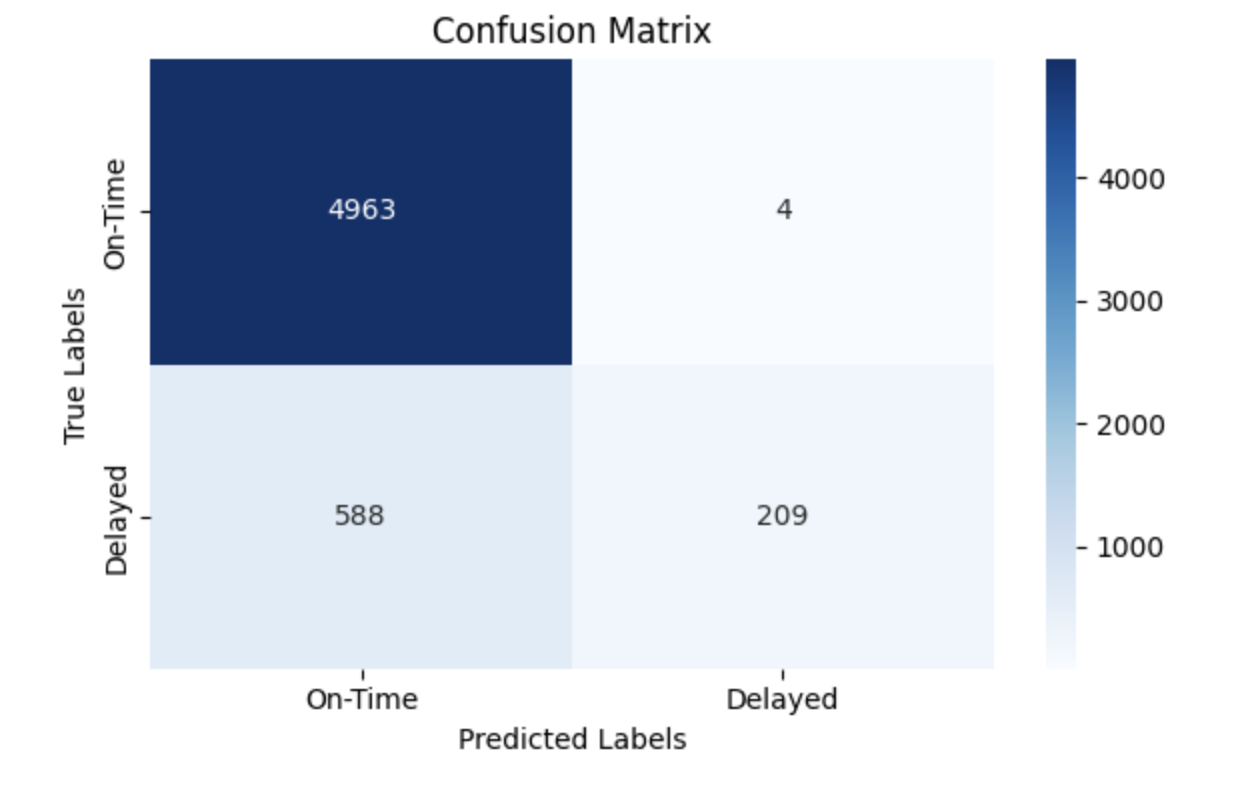 Confusion Matrix
On-Time
Delayed
True Labels
4963
4
588
209
On-Time
Delayed
Predicted Labels
4000
3000
2000
1000